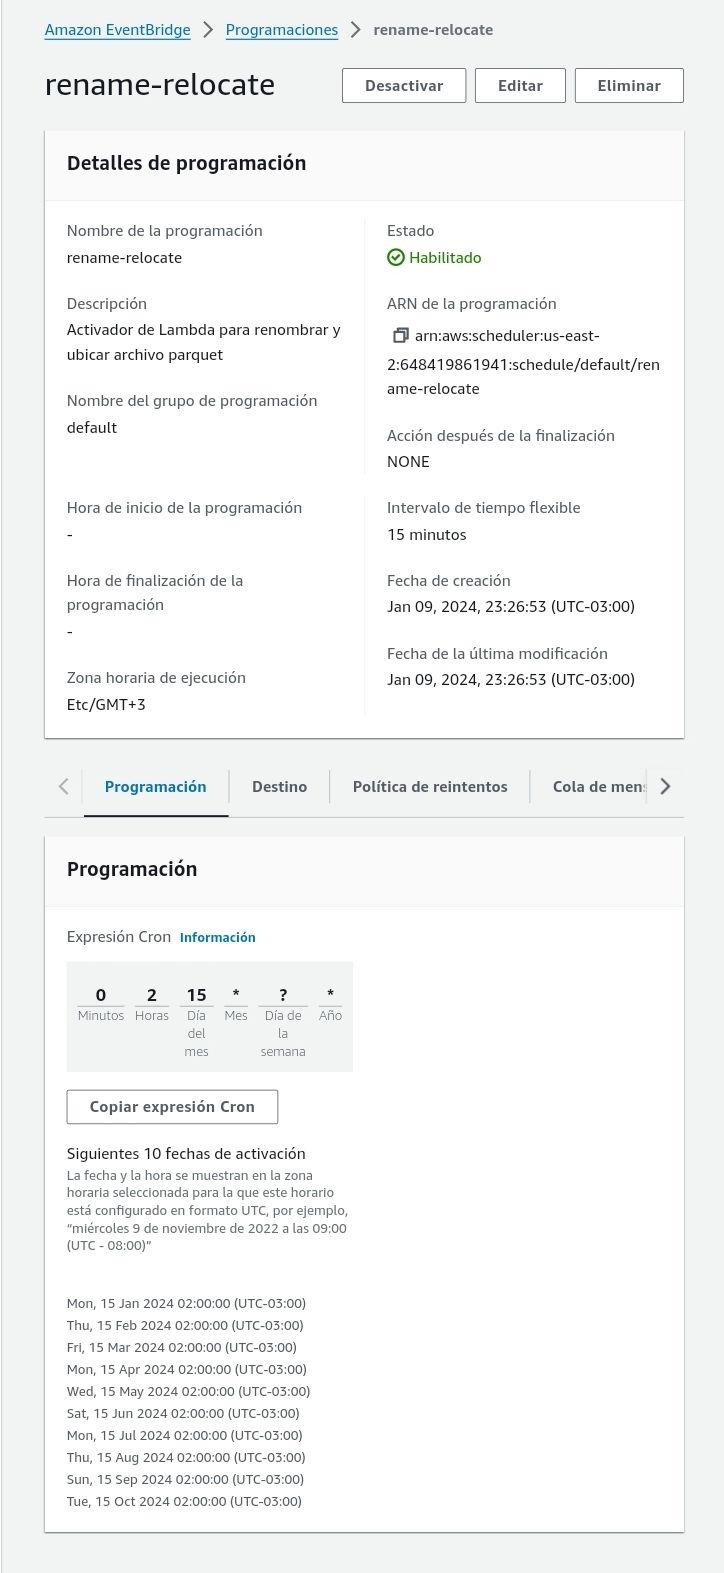 Amazon EventBridge > Programaciones > rename-relocate
rename-relocate
Desactivar
Editar
Eliminar
Detalles de programación
Nombre de la programación
rename-relocate
Descripción
Activador de Lambda para renombrar y
ubicar archivo parquet
Nombre del grupo de programación
default
Estado
Habilitado
ARN de la programación
arn:aws:scheduler:us-east-
2:648419861941:schedule/default/ren
ame-relocate
Acción después de la finalización
NONE
Hora de inicio de la programación
-
Hora de finalización de la
programación
-
Zona horaria de ejecución
Etc/GMT+3
Intervalo de tiempo flexible
15 minutos
Fecha de creación
Jan 09, 2024, 23:26:53 (UTC-03:00)
Fecha de la última modificación
Jan 09, 2024, 23:26:53 (UTC-03:00)
Programación
Destino
Política de reintentos
Cola de mens
Programación
Expresión Cron Información
0 2 15 * ? *
Minutos Horas Día Mes Día de Año
del la
mes semana
Copiar expresión Cron
Siguientes 10 fechas de activación
La fecha y la hora se muestran en la zona
horaria seleccionada para la que este horario
está configurado en formato UTC, por ejemplo,
“miércoles 9 de noviembre de 2022 a las 09:00
(UTC - 08:00)”
Mon, 15 Jan 2024 02:00:00 (UTC-03:00)
Thu, 15 Feb 2024 02:00:00 (UTC-03:00)
Fri, 15 Mar 2024 02:00:00 (UTC-03:00)
Mon, 15 Apr 2024 02:00:00 (UTC-03:00)
Wed, 15 May 2024 02:00:00 (UTC-03:00)
Sat, 15 Jun 2024 02:00:00 (UTC-03:00)
Mon, 15 Jul 2024 02:00:00 (UTC-03:00)
Thu, 15 Aug 2024 02:00:00 (UTC-03:00)
Sun, 15 Sep 2024 02:00:00 (UTC-03:00)
Tue, 15 Oct 2024 02:00:00 (UTC-03:00)